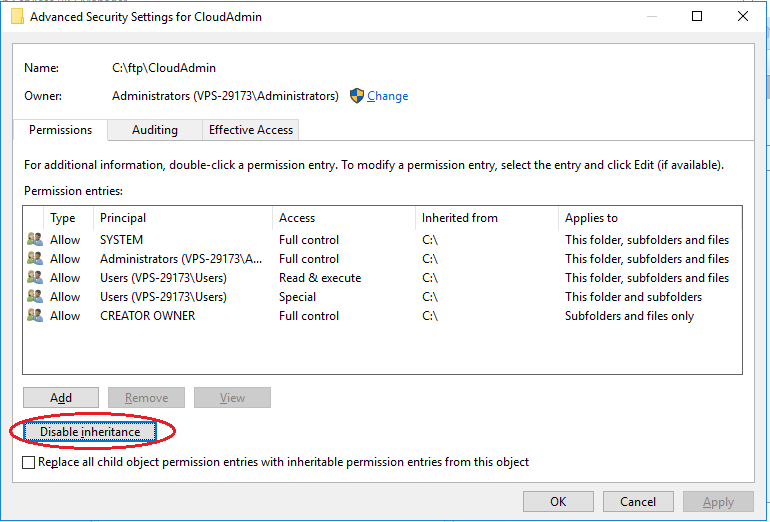 Advanced Security Settings for CloudAdmin
Name: C:\ftp\CloudAdmin
Owner: Administrators (VPS-29173\Administrators) Change
Permissions Auditing Effective Access
For additional information, double-click a permission entry. To modify a permission entry, select the entry and click Edit (if available).
Permission entries:
Type Principal Access Inherited from Applies to
Allow SYSTEM Full control C:\ This folder, subfolders and files
Allow Administrators (VPS-29173\A... Full control C:\ This folder, subfolders and files
Allow Users (VPS-29173\Users) Read & execute C:\ This folder, subfolders and files
Allow Users (VPS-29173\Users) Special C:\ This folder and subfolders
Allow CREATOR OWNER Full control C:\ Subfolders and files only
Add Remove View
Disable inheritance
Replace all child object permission entries with inheritable permission entries from this object
OK Cancel Apply